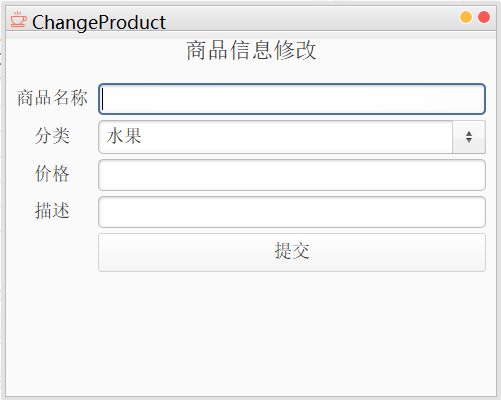 ChangeProduct
商品信息修改
商品名称
分类 水果
价格
描述
提交